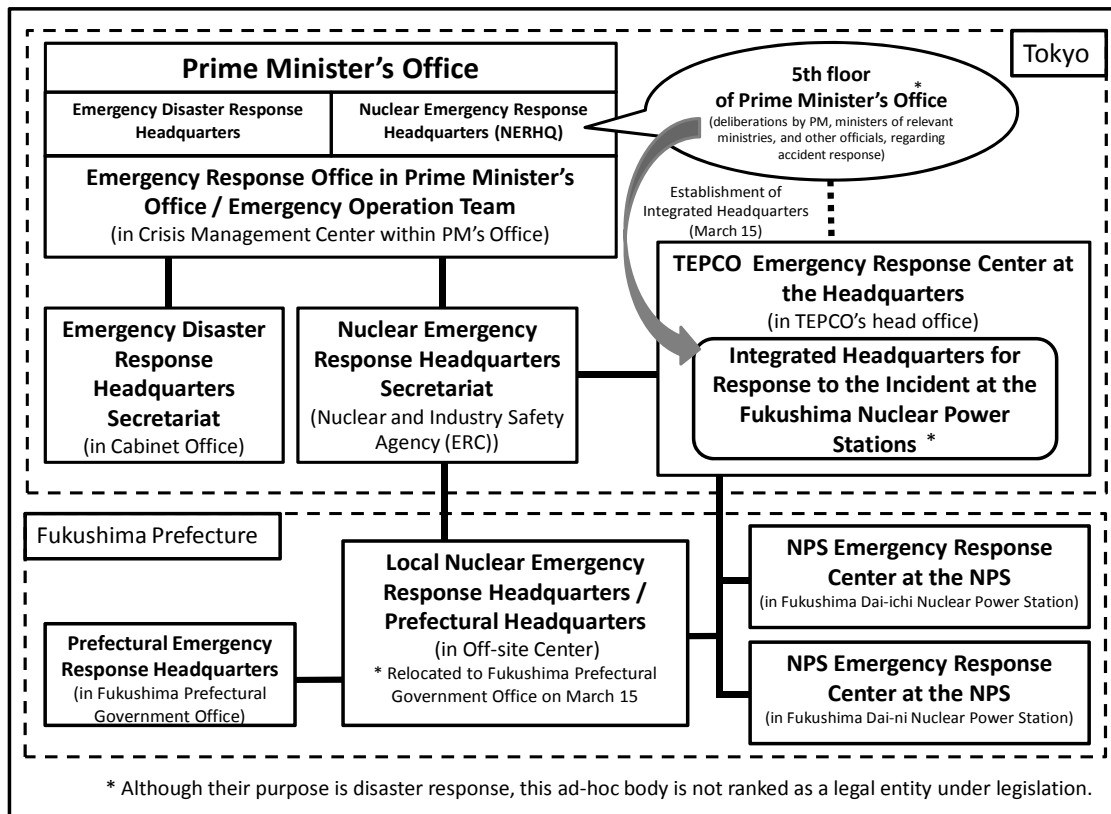 Tokyo
Prime Minister’s Office
Emergency Disaster Response
Headquarters
Nuclear Emergency Response
Headquarters (NERHQ)
Emergency Response Office in Prime Minister’s
Office / Emergency Operation Team
(in Crisis Management Center within PM’s Office)
5th floor
of Prime Minister’s Office *
(deliberations by PM, ministers of relevant
ministries, and other officials, regarding
accident response)
Establishment of
Integrated Headquarters
(March 15)
Emergency Disaster
Response
Headquarters
Secretariat
(in Cabinet Office)
Nuclear Emergency
Response Headquarters
Secretariat
(Nuclear and Industry Safety
Agency (ERC))
TEPCO Emergency Response Center at
the Headquarters
(in TEPCO’s head office)
Integrated Headquarters for
Response to the Incident at the
Fukushima Nuclear Power
Stations *
Fukushima Prefecture
Prefectural Emergency
Response Headquarters
(in Fukushima Prefectural
Government Office)
Local Nuclear Emergency
Response Headquarters /
Prefectural Headquarters
(in Off-site Center)
* Relocated to Fukushima Prefectural
Government Office on March 15
NPS Emergency Response
Center at the NPS
(in Fukushima Dai-ichi Nuclear Power Station)
NPS Emergency Response
Center at the NPS
(in Fukushima Dai-ni Nuclear Power Station)
* Although their purpose is disaster response, this ad-hoc body is not ranked as a legal entity under legislation.